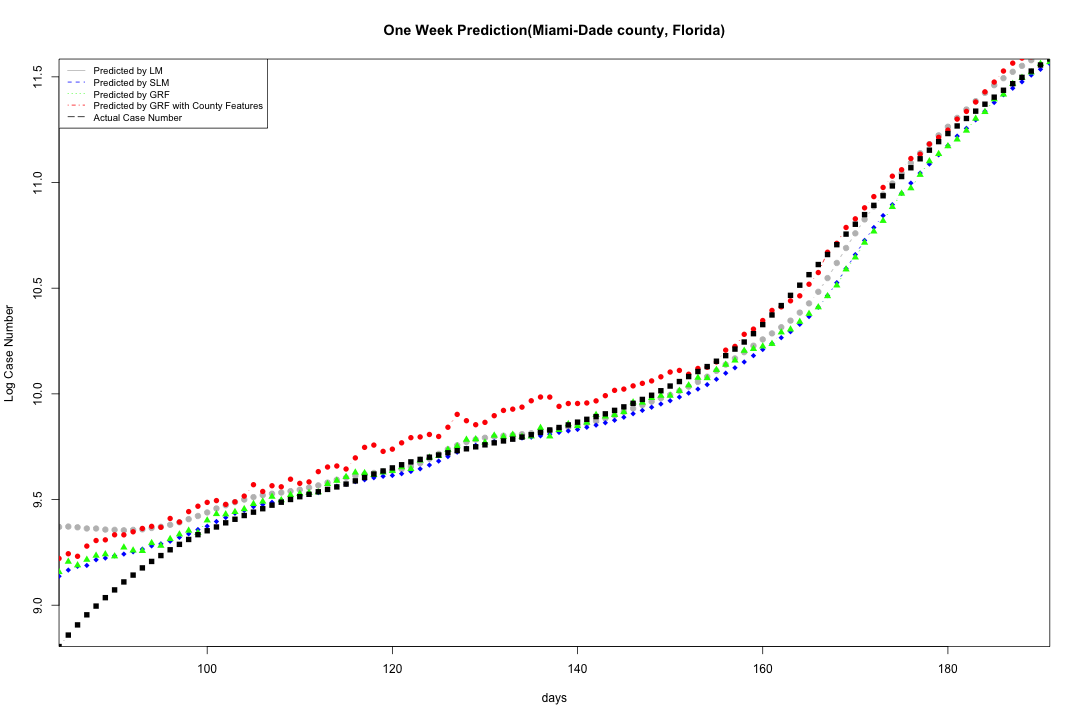 One Week Prediction(Miami-Dade county, Florida)
Predicted by LM
Predicted by SLM
Predicted by GRF
Predicted by GRF with County Features
Actual Case Number
Log Case Number
11.5
11.0
10.5
10.0
9.5
9.0
100 120 140 160 180
days